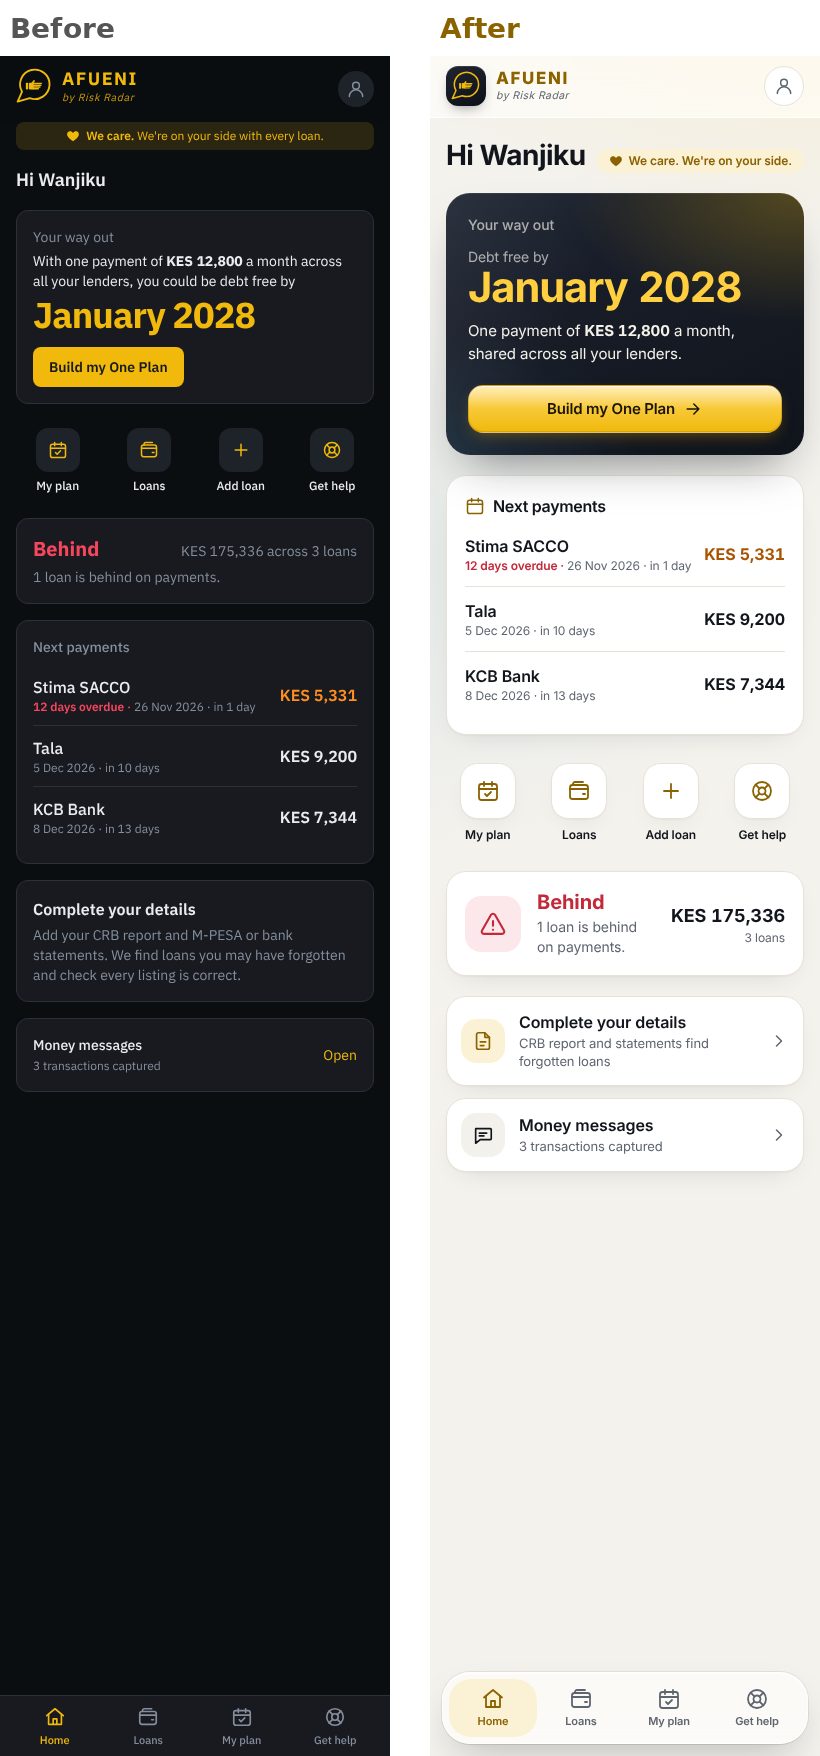 Before
AFUENI
by Risk Radar
We care. We're on your side with every loan.
Hi Wanjiku
Your way out
With one payment of KES 12,800 a month across
all your lenders, you could be debt free by
January 2028
Build my One Plan
My plan
Loans
Add loan
Get help
Behind
KES 175,336 across 3 loans
1 loan is behind on payments.
Next payments
Stima SACCO
12 days overdue · 26 Nov 2026 · in 1 day
KES 5,331
Tala
5 Dec 2026 · in 10 days
KES 9,200
KCB Bank
8 Dec 2026 · in 13 days
KES 7,344
Complete your details
Add your CRB report and M-PESA or bank
statements. We find loans you may have forgotten
and check every listing is correct.
Money messages
3 transactions captured
Open
Home
Loans
My plan
Get help
After
AFUENI
by Risk Radar
Hi Wanjiku
We care. We're on your side.
Your way out
Debt free by
January 2028
One payment of KES 12,800 a month,
shared across all your lenders.
Build my One Plan →
Next payments
Stima SACCO
12 days overdue · 26 Nov 2026 · in 1 day
KES 5,331
Tala
5 Dec 2026 · in 10 days
KES 9,200
KCB Bank
8 Dec 2026 · in 13 days
KES 7,344
My plan
Loans
Add loan
Get help
Behind
1 loan is behind
on payments.
KES 175,336
3 loans
Complete your details
CRB report and statements find
forgotten loans
Money messages
3 transactions captured
Home
Loans
My plan
Get help